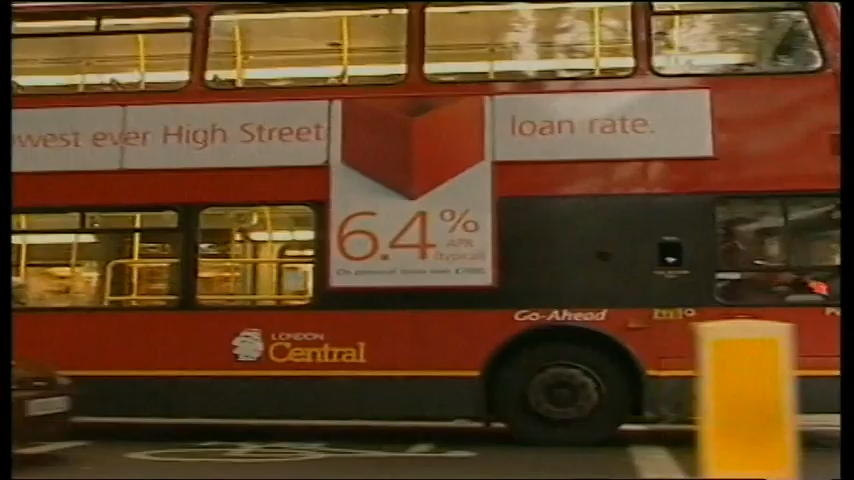 west ever High Street loan rate.
6.4%
APR
(typical)
Go-Ahead
LONDON
Central